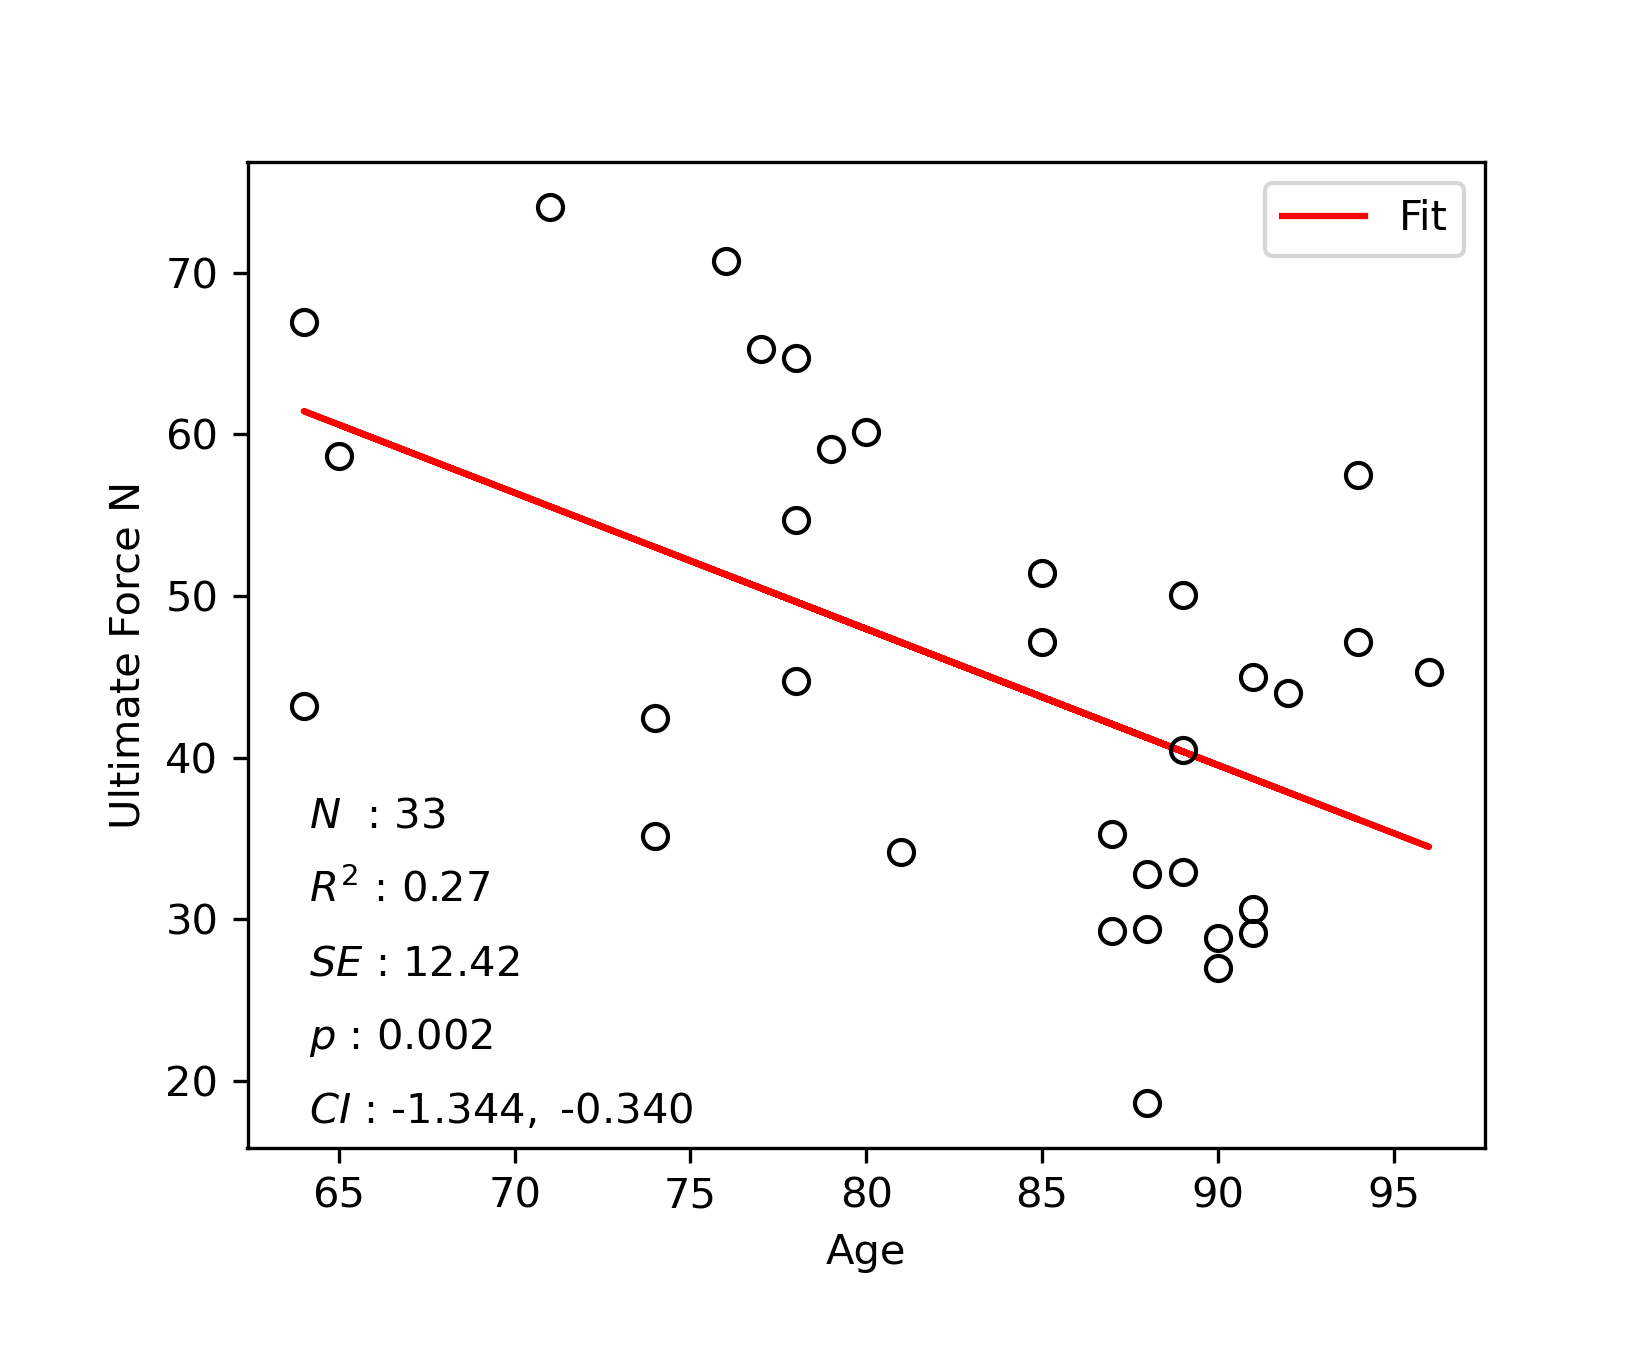 Fit
70
60
50
40
30
20
Ultimate Force N
N : 33
R² : 0.27
SE : 12.42
p : 0.002
CI : -1.344, -0.340
65 70 75 80 85 90 95
Age